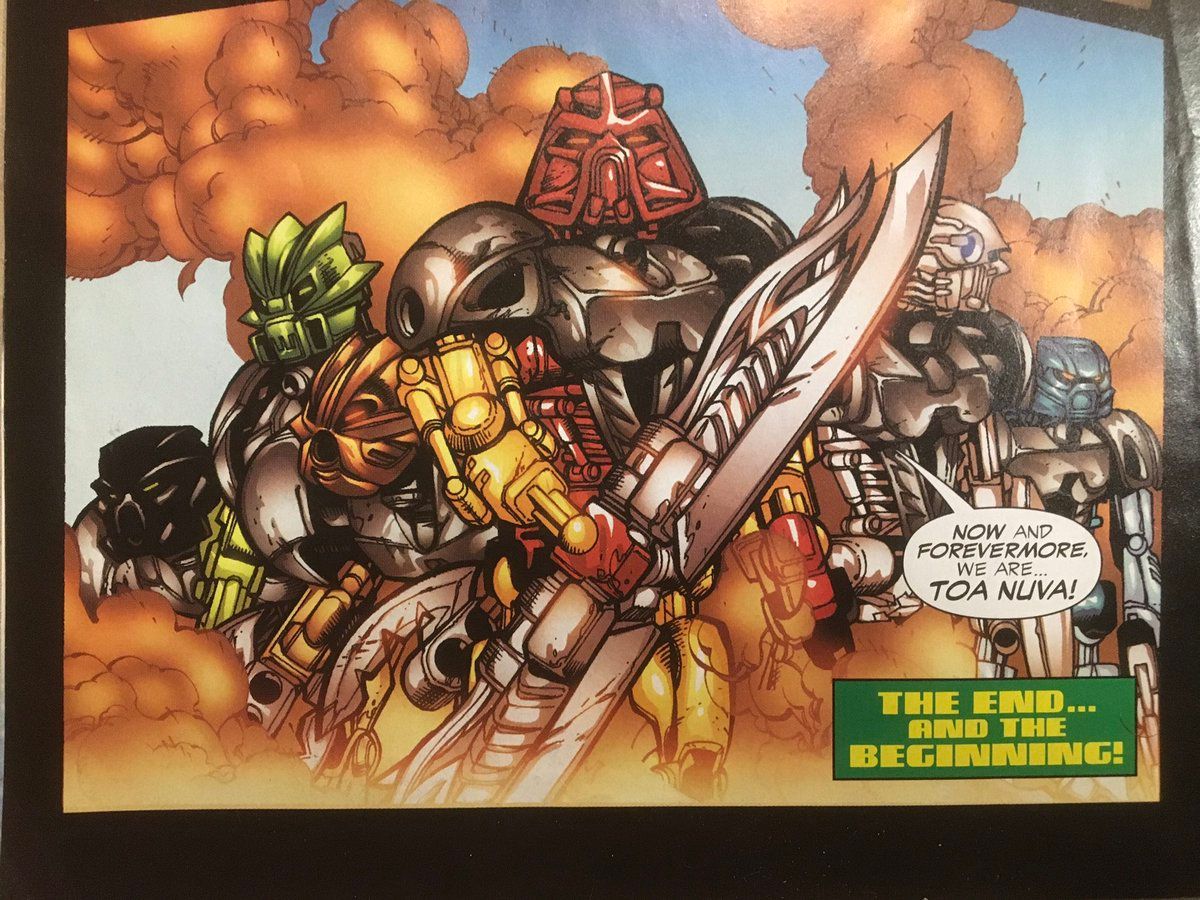 NOW AND
FOREVERMORE,
WE ARE...
TOA NUVA!
THE END...
AND THE
BEGINNING!